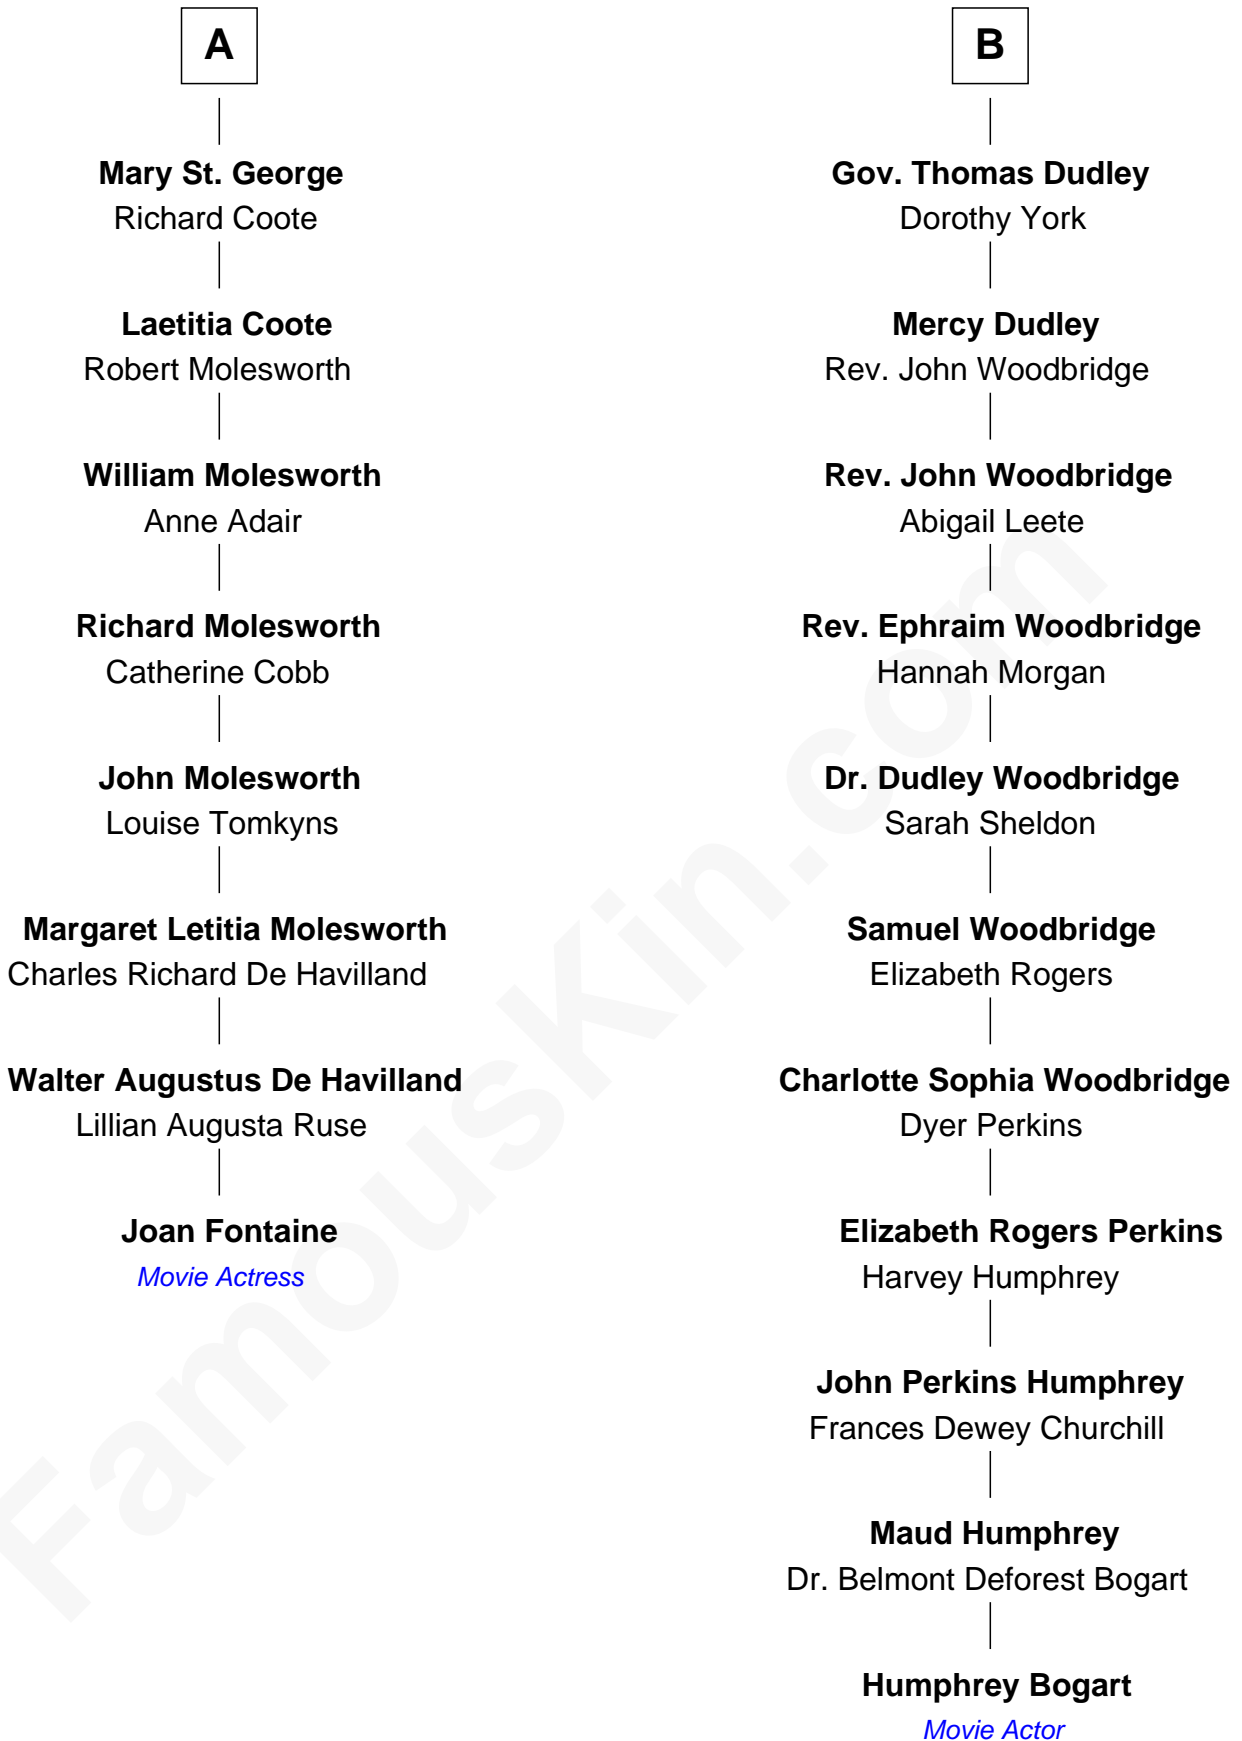 A
Mary St. George
Richard Coote
Laetitia Coote
Robert Molesworth
William Molesworth
Anne Adair
Richard Molesworth
Catherine Cobb
John Molesworth
Louise Tomkyns
Margaret Letitia Molesworth
Charles Richard De Havilland
Walter Augustus De Havilland
Lillian Augusta Ruse
Joan Fontaine
Movie Actress
B
Gov. Thomas Dudley
Dorothy York
Mercy Dudley
Rev. John Woodbridge
Rev. John Woodbridge
Abigail Leete
Rev. Ephraim Woodbridge
Hannah Morgan
Dr. Dudley Woodbridge
Sarah Sheldon
Samuel Woodbridge
Elizabeth Rogers
Charlotte Sophia Woodbridge
Dyer Perkins
Elizabeth Rogers Perkins
Harvey Humphrey
John Perkins Humphrey
Frances Dewey Churchill
Maud Humphrey
Dr. Belmont Deforest Bogart
Humphrey Bogart
Movie Actor
FamousKin.com